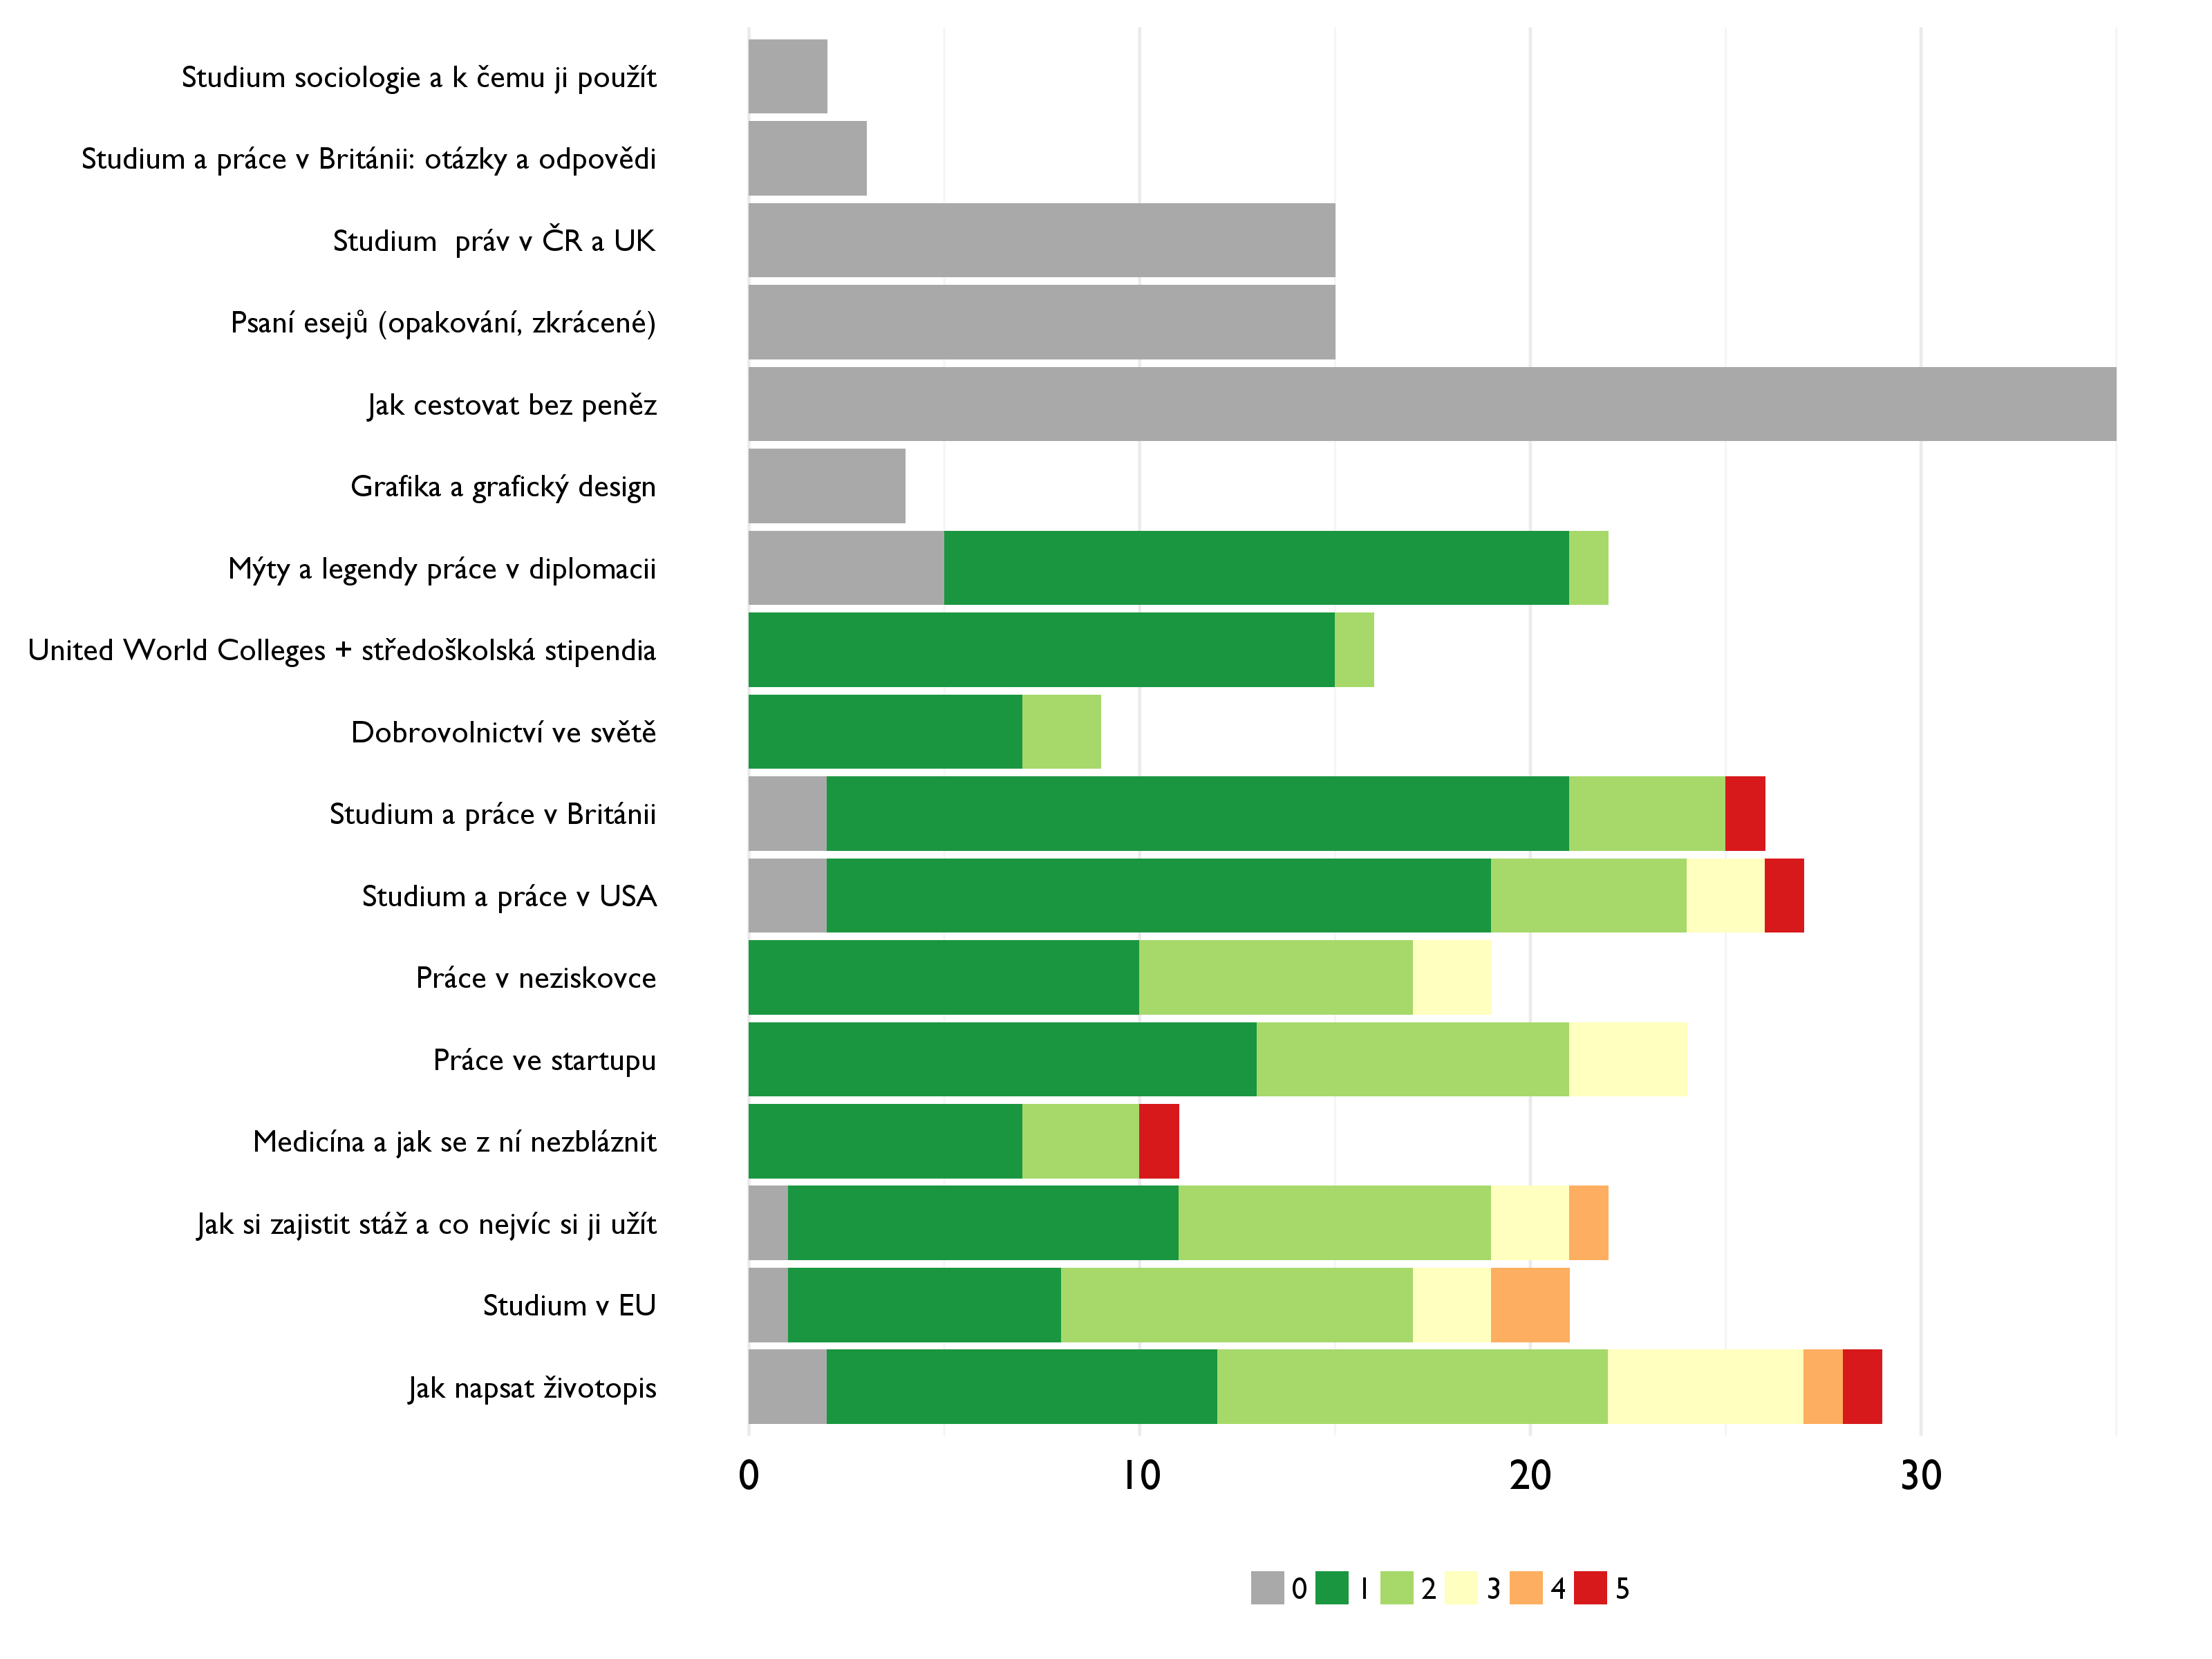 Studium sociologie a k čemu ji použít
Studium a práce v Británii: otázky a odpovědi
Studium  práv v ČR a UK
Psaní esejů (opakování, zkrácené)
Jak cestovat bez peněz
Grafika a grafický design
Mýty a legendy práce v diplomacii
United World Colleges + středoškolská stipendia
Dobrovolnictví ve světě
Studium a práce v Británii
Studium a práce v USA
Práce v neziskovce
Práce ve startupu
Medicína a jak se z ní nezbláznit
Jak si zajistit stáž a co nejvíc si ji užít
Studium v EU
Jak napsat životopis
0 10 20 30
0 1 2 3 4 5